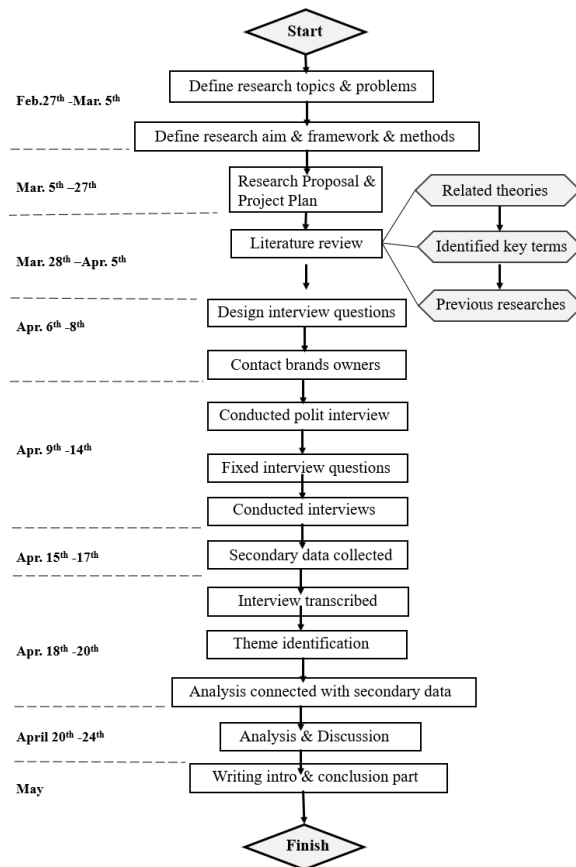 Start
Define research topics & problems
Feb.27th -Mar. 5th
Define research aim & framework & methods
Mar. 5th –27th
Research Proposal &
Project Plan
Related theories
Literature review
Identified key terms
Mar. 28th –Apr. 5th
Previous researches
Design interview questions
Apr. 6th -8th
Contact brands owners
Conducted polit interview
Apr. 9th -14th
Fixed interview questions
Conducted interviews
Apr. 15th -17th
Secondary data collected
Interview transcribed
Apr. 18th -20th
Theme identification
Analysis connected with secondary data
April 20th -24th
Analysis & Discussion
Writing intro & conclusion part
May
Finish